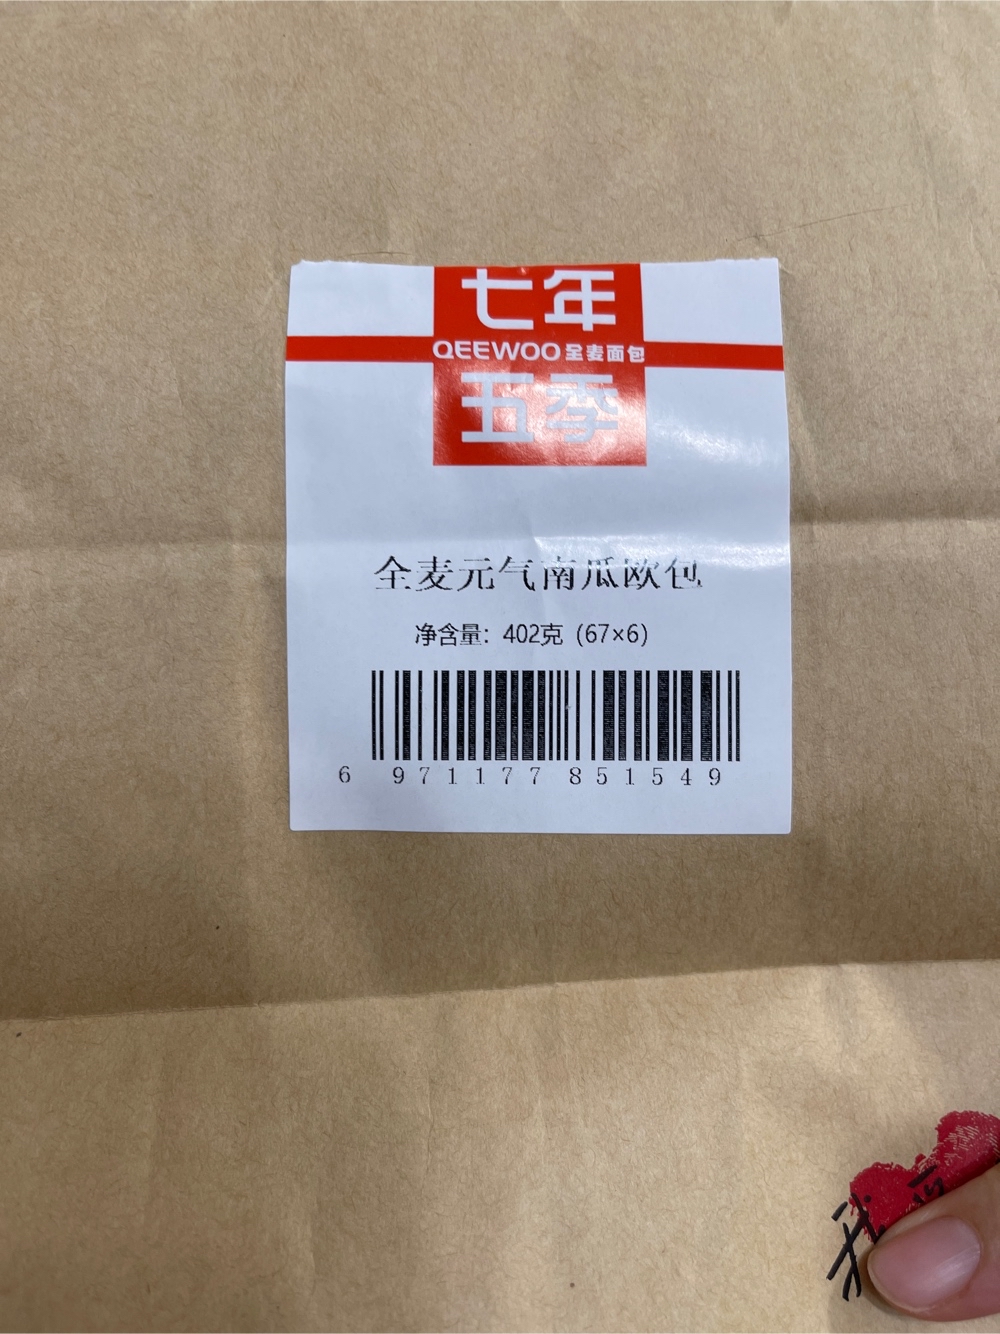 七年
QEEWOO全麦面包
五季
全麦元气南瓜欧包
净含量：402克（67×6）
6 971177 851549
我